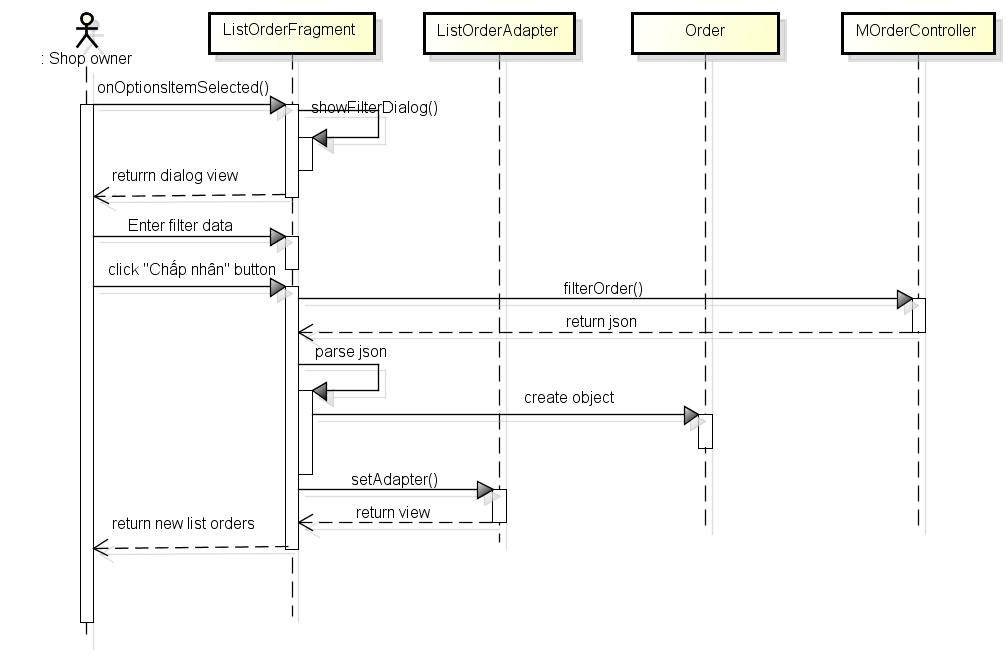 ListOrderFragment
ListOrderAdapter
Order
MOrderController
: Shop owner
onOptionsItemSelected()
showFilterDialog()
returrn dialog view
Enter filter data
click "Chấp nhân" button
filterOrder()
return json
parse json
create object
setAdapter()
return view
return new list orders